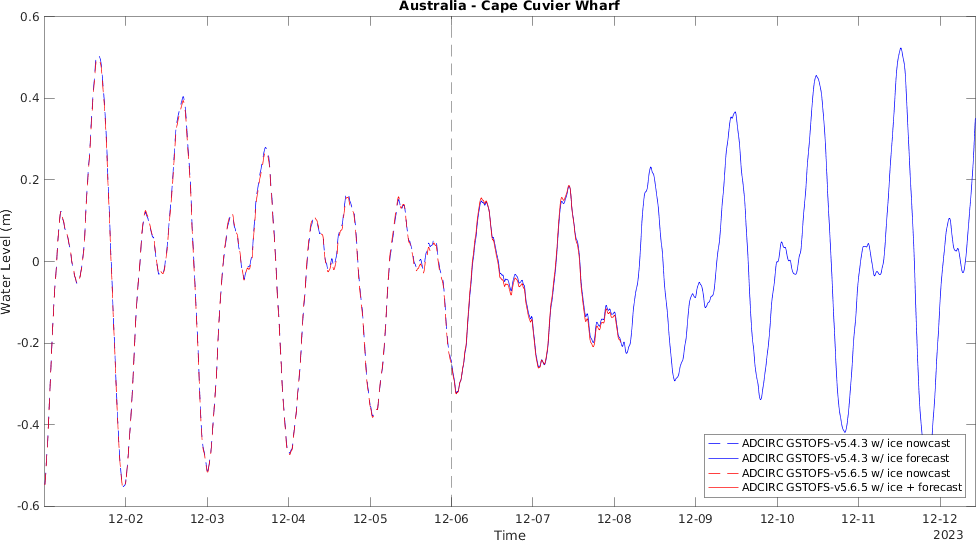 Australia - Cape Cuvier Wharf
Water Level (m)
0.6
0.4
0.2
0
-0.2
-0.4
-0.6
12-02
12-03
12-04
12-05
12-06
12-07
12-08
12-09
12-10
12-11
12-12
2023
Time
ADCIRC GSTOFS-v5.4.3 w/ ice nowcast
ADCIRC GSTOFS-v5.4.3 w/ ice forecast
ADCIRC GSTOFS-v5.6.5 w/ ice nowcast
ADCIRC GSTOFS-v5.6.5 w/ ice + forecast